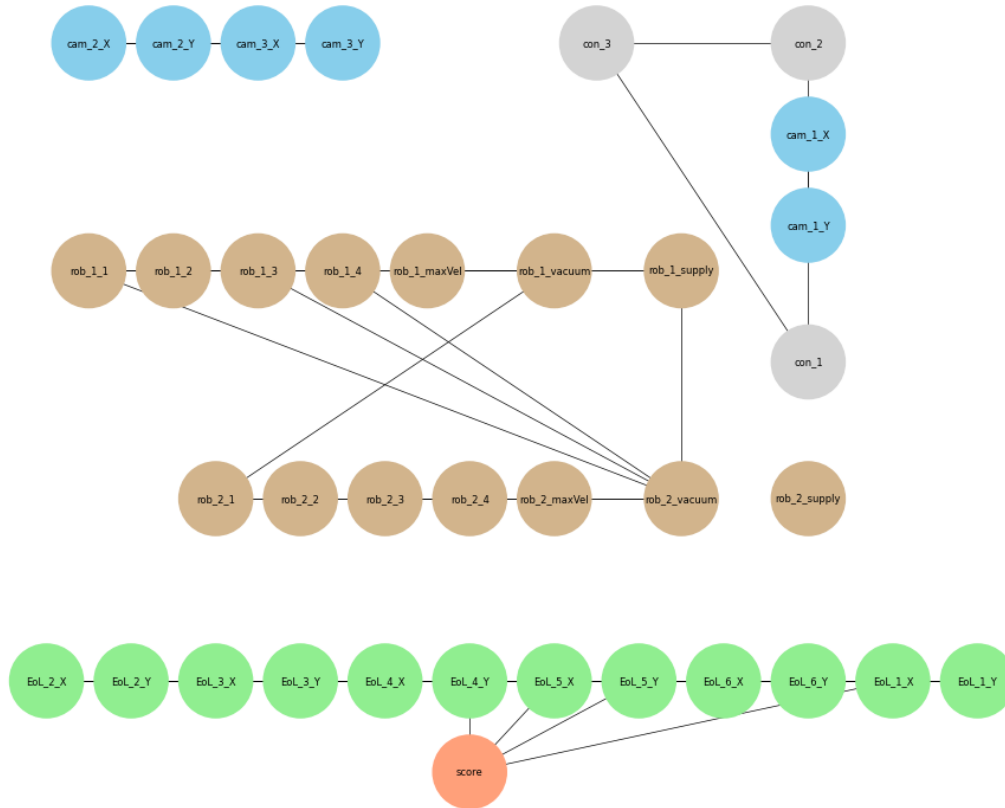 cam_2_X cam_2_Y cam_3_X cam_3_Y con_3 con_2
cam_1_X
cam_1_Y
rob_1_1 rob_1_2 rob_1_3 rob_1_4 rob_1_maxVel rob_1_vacuum rob_1_supply
con_1
rob_2_1 rob_2_2 rob_2_3 rob_2_4 rob_2_maxVel rob_2_vacuum rob_2_supply
EoL_2_X EoL_2_Y EoL_3_X EoL_3_Y EoL_4_X EoL_4_Y EoL_5_X EoL_5_Y EoL_6_X EoL_6_Y EoL_1_X EoL_1_Y
score